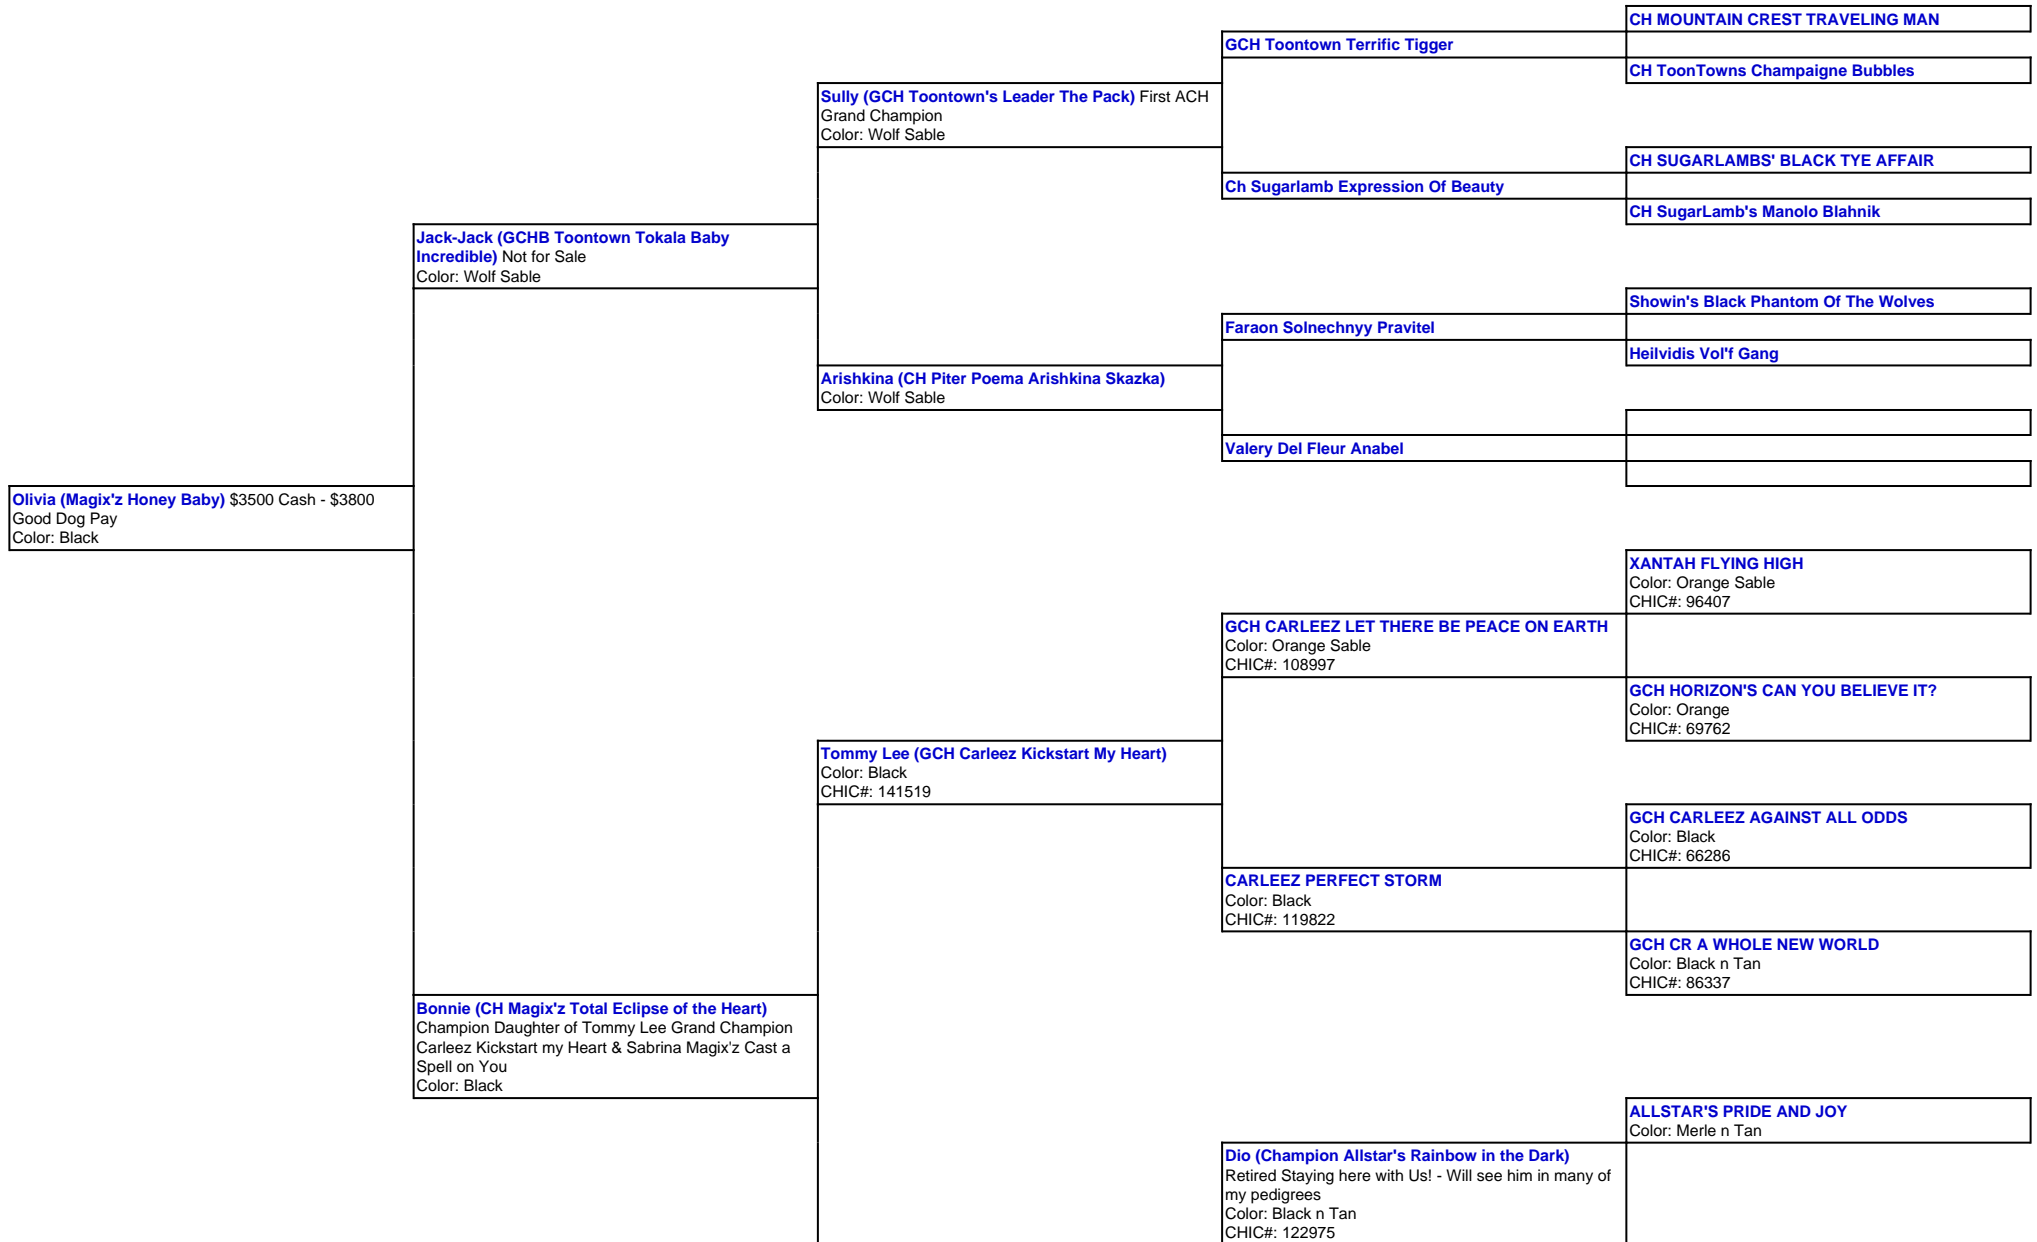 CH MOUNTAIN CREST TRAVELING MAN
GCH Toontown Terrific Tigger
CH ToonTowns Champaigne Bubbles
Sully (GCH Toontown's Leader The Pack) First ACH
Grand Champion
Color: Wolf Sable
CH SUGARLAMBS' BLACK TYE AFFAIR
Ch Sugarlamb Expression Of Beauty
CH SugarLamb's Manolo Blahnik
Jack-Jack (GCHB Toontown Tokala Baby
Incredible) Not for Sale
Color: Wolf Sable
Showin's Black Phantom Of The Wolves
Faraon Solnechnyy Pravitel
Heilvidis Vol'f Gang
Arishkina (CH Piter Poema Arishkina Skazka)
Color: Wolf Sable
Valery Del Fleur Anabel
Olivia (Magix'z Honey Baby) $3500 Cash - $3800
Good Dog Pay
Color: Black
XANTAH FLYING HIGH
Color: Orange Sable
CHIC#: 96407
GCH CARLEEZ LET THERE BE PEACE ON EARTH
Color: Orange Sable
CHIC#: 108997
GCH HORIZON'S CAN YOU BELIEVE IT?
Color: Orange
CHIC#: 69762
Tommy Lee (GCH Carleez Kickstart My Heart)
Color: Black
CHIC#: 141519
GCH CARLEEZ AGAINST ALL ODDS
Color: Black
CHIC#: 66286
CARLEEZ PERFECT STORM
Color: Black
CHIC#: 119822
GCH CR A WHOLE NEW WORLD
Color: Black n Tan
CHIC#: 86337
Bonnie (CH Magix'z Total Eclipse of the Heart)
Champion Daughter of Tommy Lee Grand Champion
Carleez Kickstart my Heart & Sabrina Magix'z Cast a
Spell on You
Color: Black
ALLSTAR'S PRIDE AND JOY
Color: Merle n Tan
Dio (Champion Allstar's Rainbow in the Dark)
Retired Staying here with Us! - Will see him in many of
my pedigrees
Color: Black n Tan
CHIC#: 122975